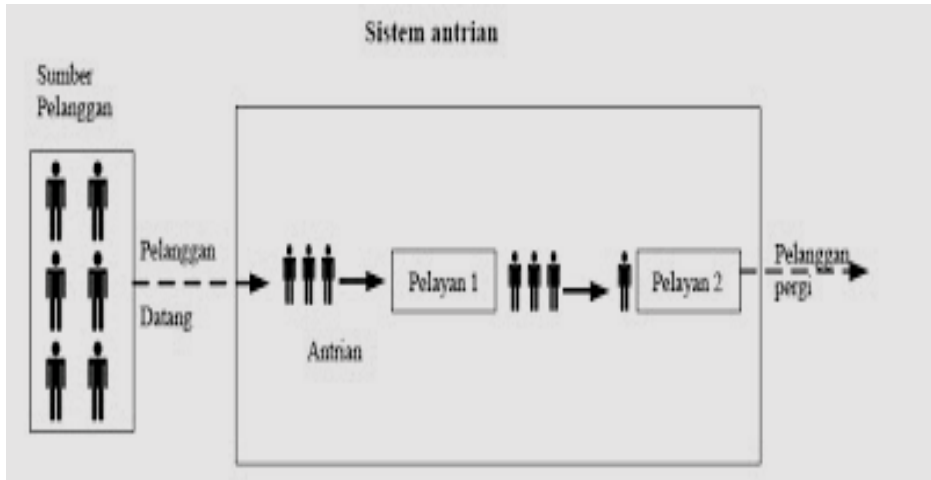 Sistem antrian
Sumber
Pelanggan
Pelanggan
Datang
Antrian
Pelayan 1
Pelayan 2
Pelanggan
pergi